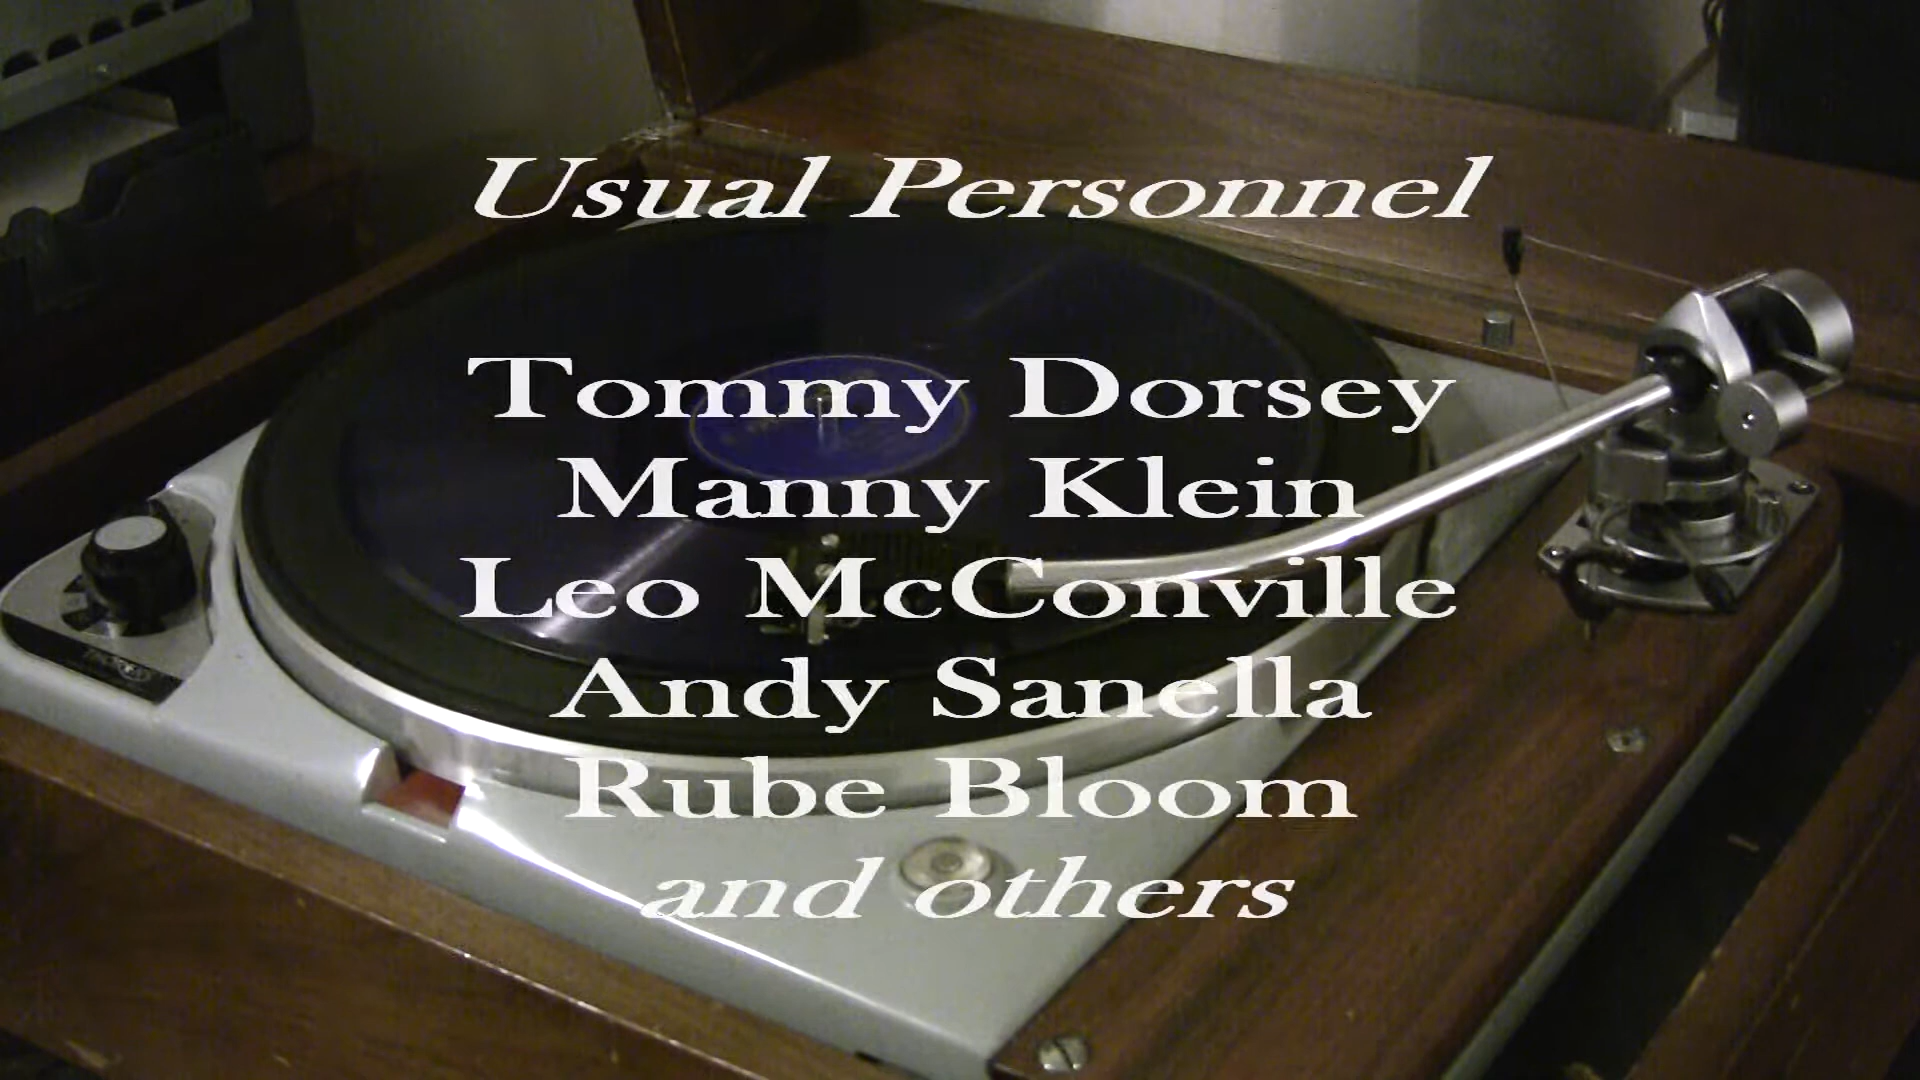 Usual Personnel
Tommy Dorsey
Manny Klein
Leo McConville
Andy Sanella
Rube Bloom
and others